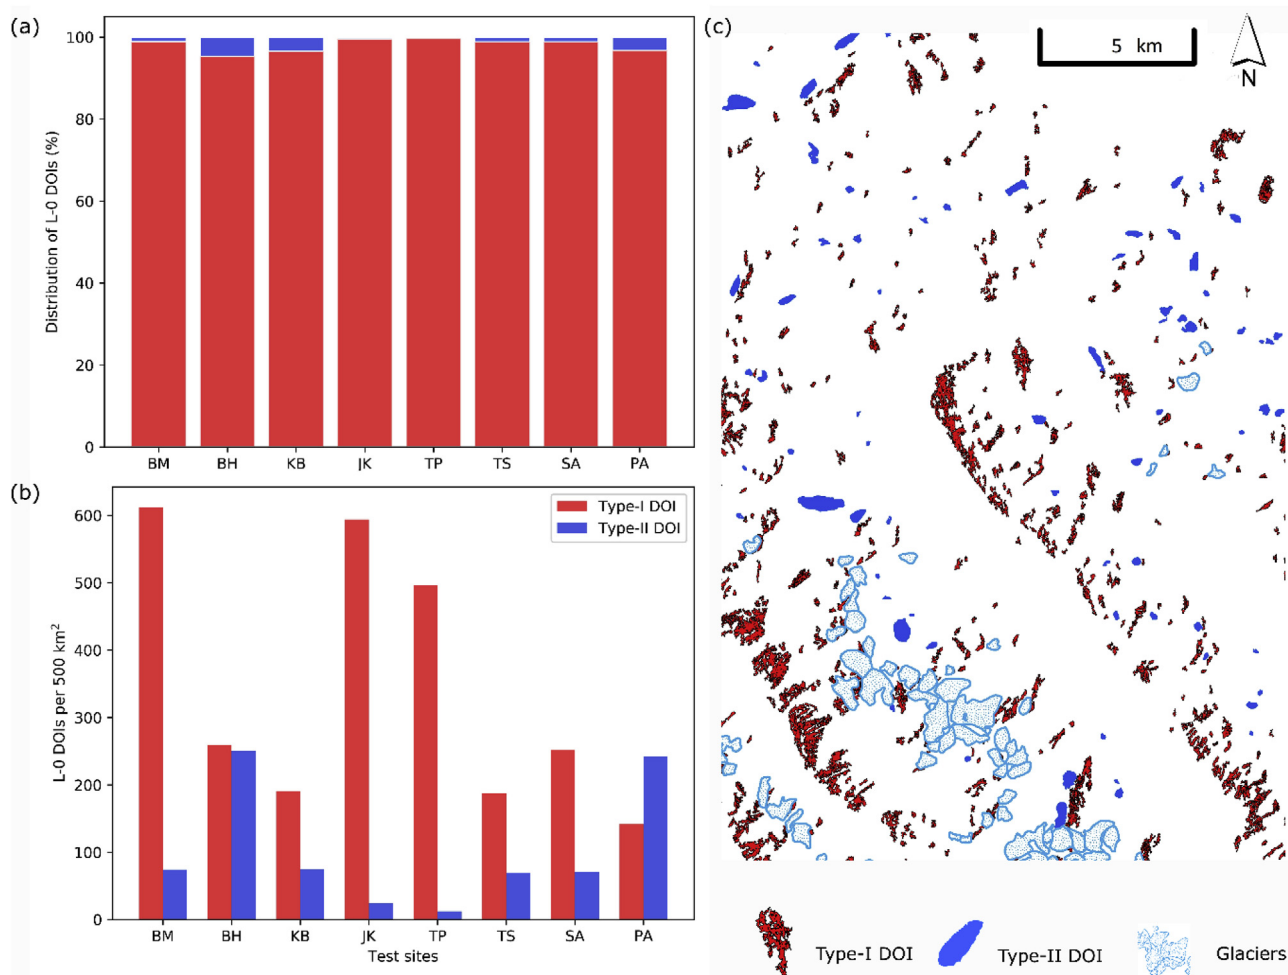 (a)
Distribution of L-0 DOIs (%)
100
80
60
40
20
0
BM BH KB JK TP TS SA PA
(b)
L-0 DOIs per 500 km²
600
500
400
300
200
100
0
Type-I DOI
Type-II DOI
BM BH KB JK TP TS SA PA
Test sites
(c)
5 km
N
Type-I DOI Type-II DOI Glaciers